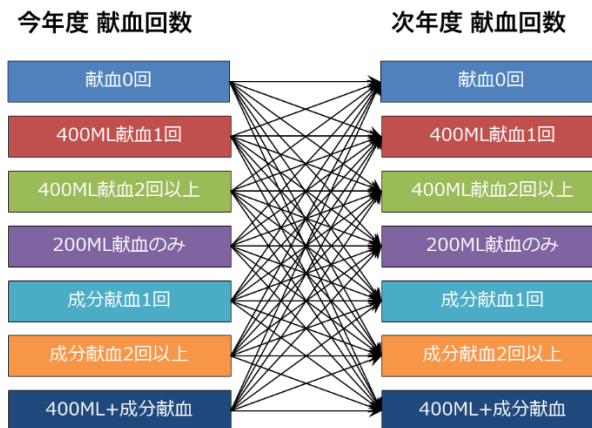 今年度 献血回数
次年度 献血回数
献血0回
献血0回
400ML献血1回
400ML献血1回
400ML献血2回以上
400ML献血2回以上
200ML献血のみ
200ML献血のみ
成分献血1回
成分献血1回
成分献血2回以上
成分献血2回以上
400ML+成分献血
400ML+成分献血